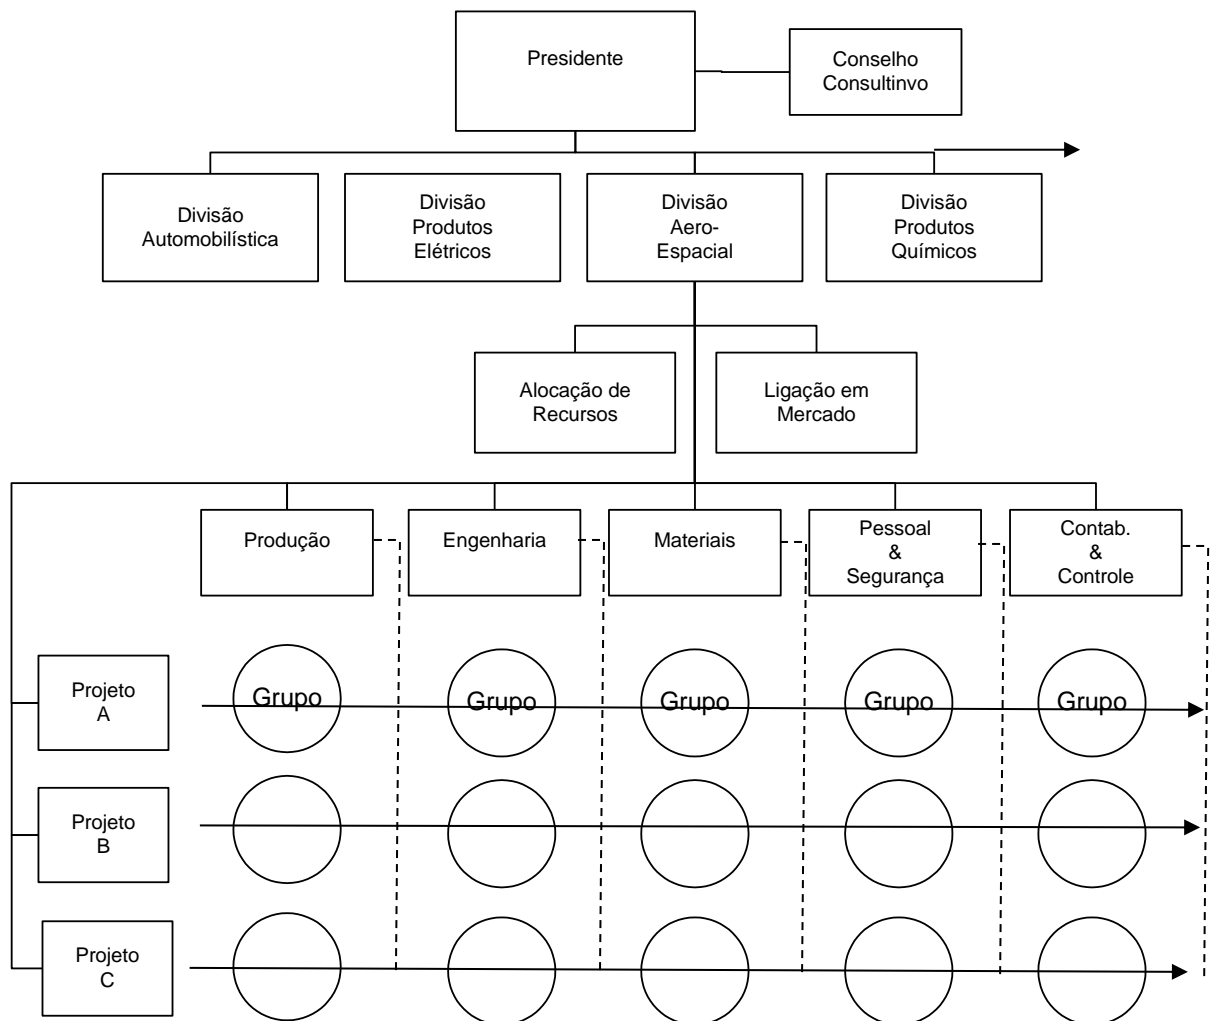 Presidente
Conselho
Consultinvo
Divisão
Automobilística
Divisão
Produtos
Elétricos
Divisão
Aero-
Espacial
Divisão
Produtos
Químicos
Alocação de
Recursos
Ligação em
Mercado
Produção
Engenharia
Materiais
Pessoal
&
Segurança
Contab.
&
Controle
Projeto
A
Grupo
Grupo
Grupo
Grupo
Grupo
Projeto
B
Projeto
C